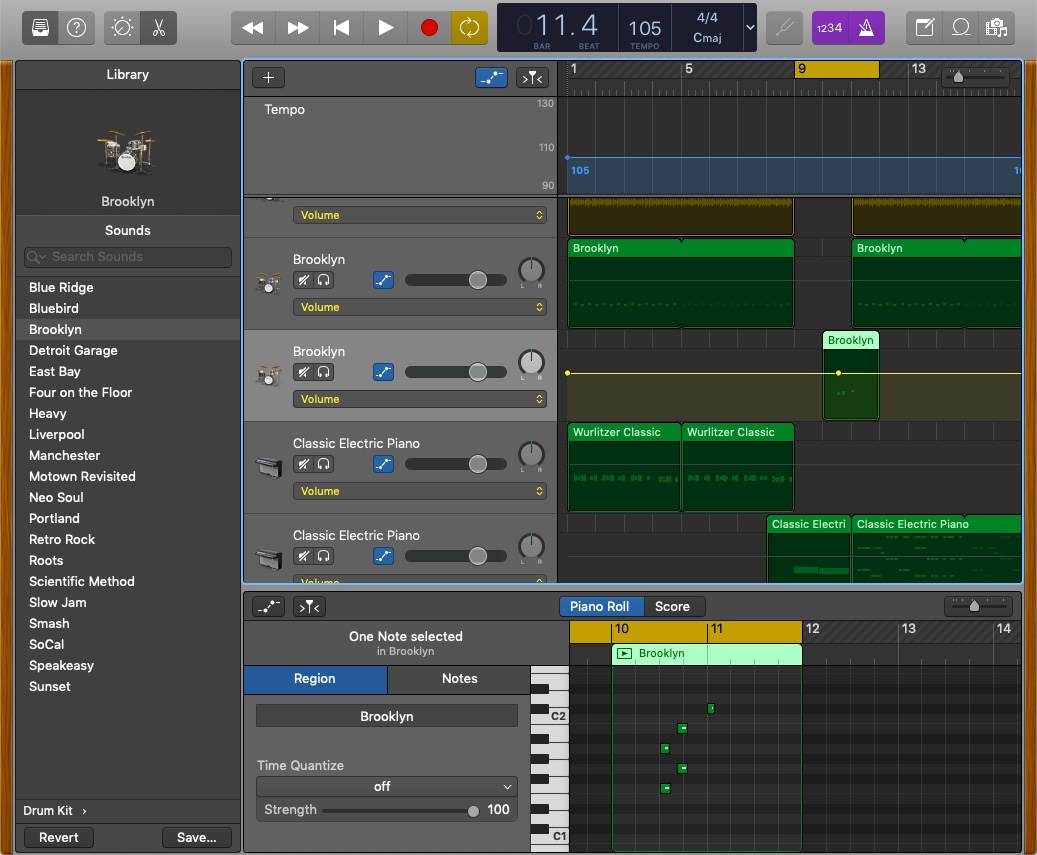 011.4
BAR BEAT
105
TEMPO
4/4
Cmaj
1234
Library
Brooklyn
Sounds
Search Sounds
Blue Ridge
Bluebird
Brooklyn
Detroit Garage
East Bay
Four on the Floor
Heavy
Liverpool
Manchester
Motown Revisited
Neo Soul
Portland
Retro Rock
Roots
Scientific Method
Slow Jam
Smash
SoCal
Speakeasy
Sunset
Drum Kit ›
Revert Save...
1 5 9 13
Tempo
130
110
90
105
10
Volume
Brooklyn
L R
Volume
Brooklyn Brooklyn
Brooklyn
L R
Volume
Brooklyn
Classic Electric Piano
L R
Volume
Wurlitzer Classic Wurlitzer Classic
Classic Electric Piano
L R
Volume
Classic Electri Classic Electric Piano
Piano Roll Score
One Note selected
in Brooklyn
10 11 12 13 14
Brooklyn
Region Notes
Brooklyn
Time Quantize
off
Strength 100
C2
C1